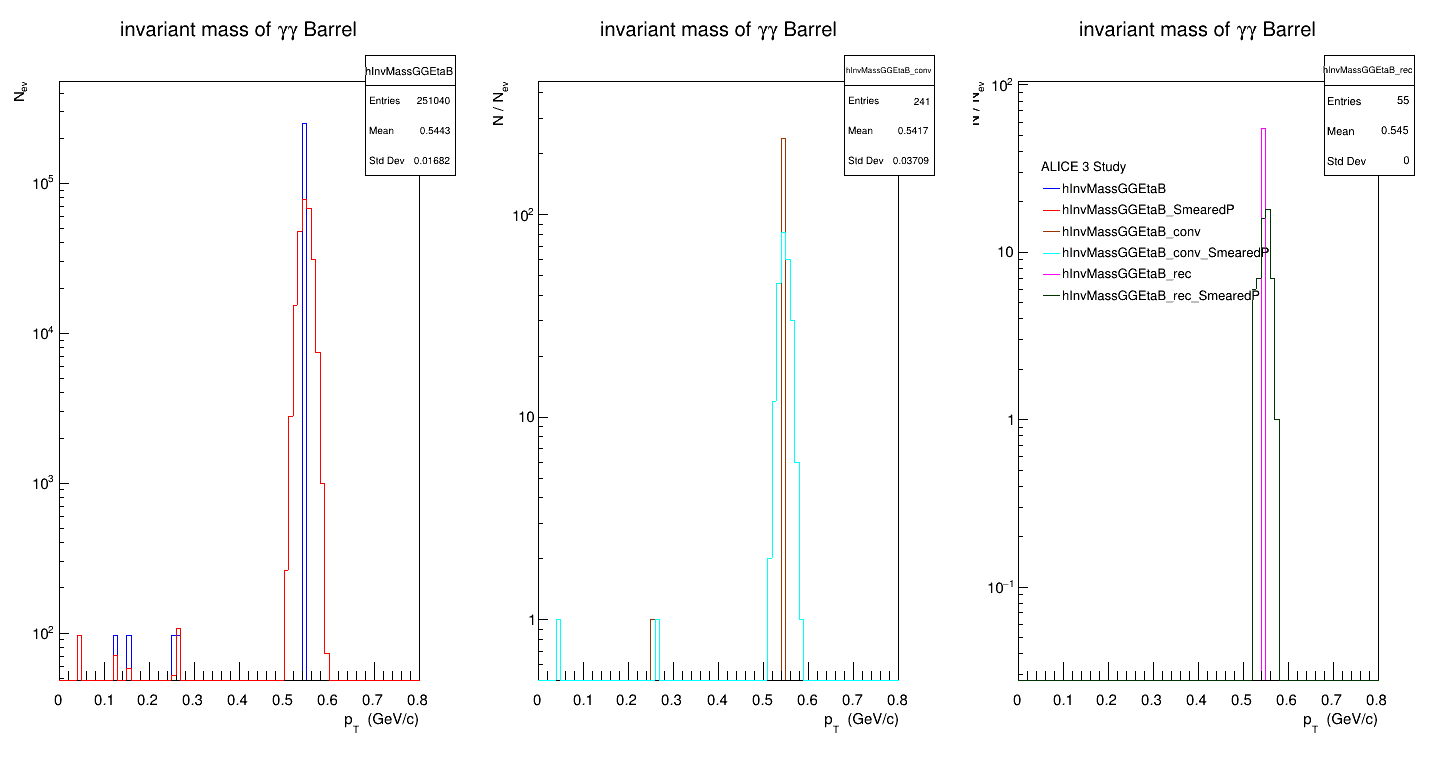 invariant mass of γγ Barrel
N_ev
hInvMassGGEtaB
Entries 251040
Mean 0.5443
Std Dev 0.01682
10^5
10^4
10^3
10^2
0 0.1 0.2 0.3 0.4 0.5 0.6 0.7 0.8
p_T (GeV/c)
invariant mass of γγ Barrel
N / N_ev
hInvMassGGEtaB_conv
Entries 241
Mean 0.5417
Std Dev 0.03709
10^2
10
1
0 0.1 0.2 0.3 0.4 0.5 0.6 0.7 0.8
p_T (GeV/c)
invariant mass of γγ Barrel
N / N_ev
hInvMassGGEtaB_rec
Entries 55
Mean 0.545
Std Dev 0
ALICE 3 Study
hInvMassGGEtaB
hInvMassGGEtaB_SmearedP
hInvMassGGEtaB_conv
hInvMassGGEtaB_conv_SmearedP
hInvMassGGEtaB_rec
hInvMassGGEtaB_rec_SmearedP
10^2
10
1
10^−1
0 0.1 0.2 0.3 0.4 0.5 0.6 0.7 0.8
p_T (GeV/c)